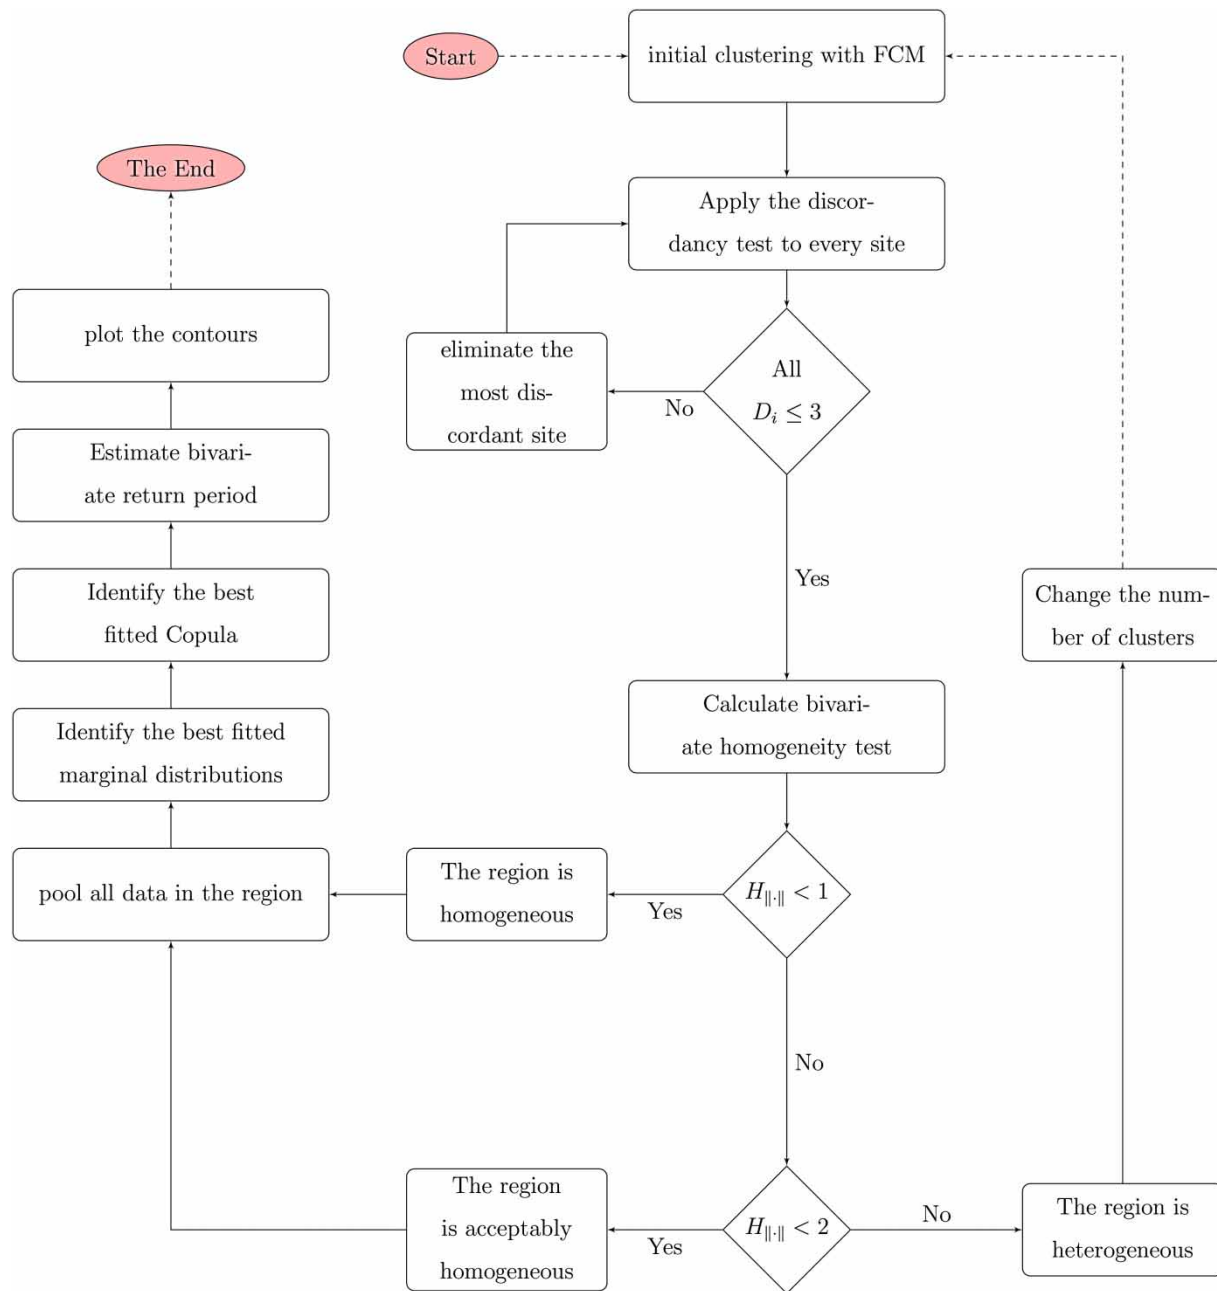 Start
initial clustering with FCM
The End
Apply the discor-
dancy test to every site
plot the contours
eliminate the
most dis-
cordant site
All
$D_i \leq 3$
No
Estimate bivari-
ate return period
Yes
Identify the best
fitted Copula
Change the num-
ber of clusters
Calculate bivari-
ate homogeneity test
Identify the best fitted
marginal distributions
pool all data in the region
The region is
homogeneous
Yes
$H_{\|\cdot\|} < 1$
No
The region
is acceptably
homogeneous
Yes
$H_{\|\cdot\|} < 2$
No
The region is
heterogeneous